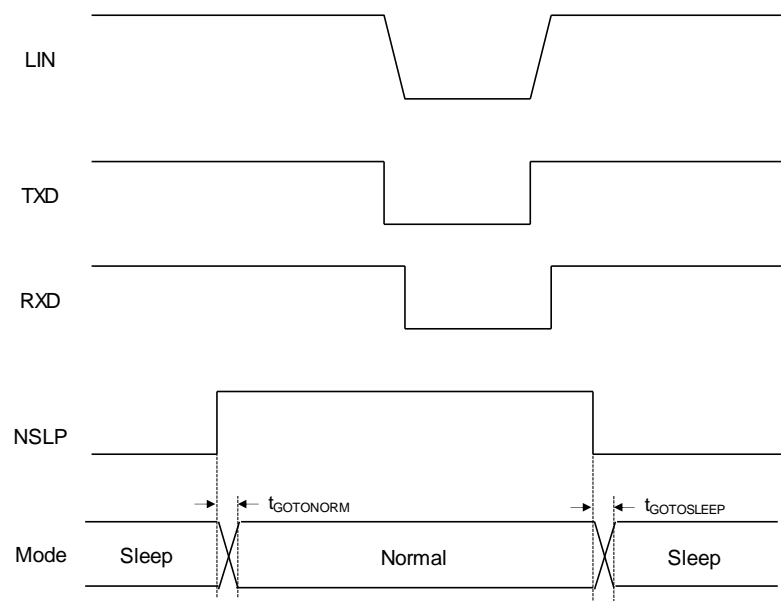 LIN
TXD
RXD
NSLP
tGOTONORM
tGOTOSLEEP
Mode Sleep Normal Sleep